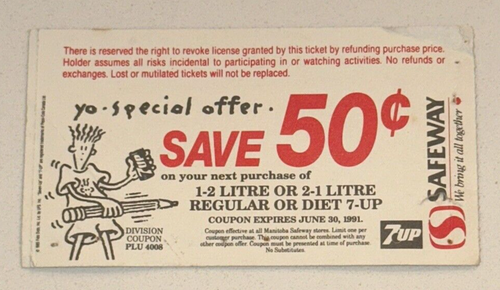 There is reserved the right to revoke license granted by this ticket by refunding purchase price.
Holder assumes all risks incidental to participating in or watching activities. No refunds or
exchanges. Lost or mutilated tickets will not be replaced.
yo-special offer.
SAVE 50¢
on your next purchase of
1-2 LITRE OR 2-1 LITRE
REGULAR OR DIET 7-UP
COUPON EXPIRES JUNE 30, 1991.
DIVISION
COUPON
PLU 4008
Coupon effective at all Manitoba Safeway stores. Limit one per
customer purchase. This coupon cannot be combined with any
other coupon offer. Coupon must be presented at time of purchase
No Substitutes.
7UP
S SAFEWAY
We bring it all together